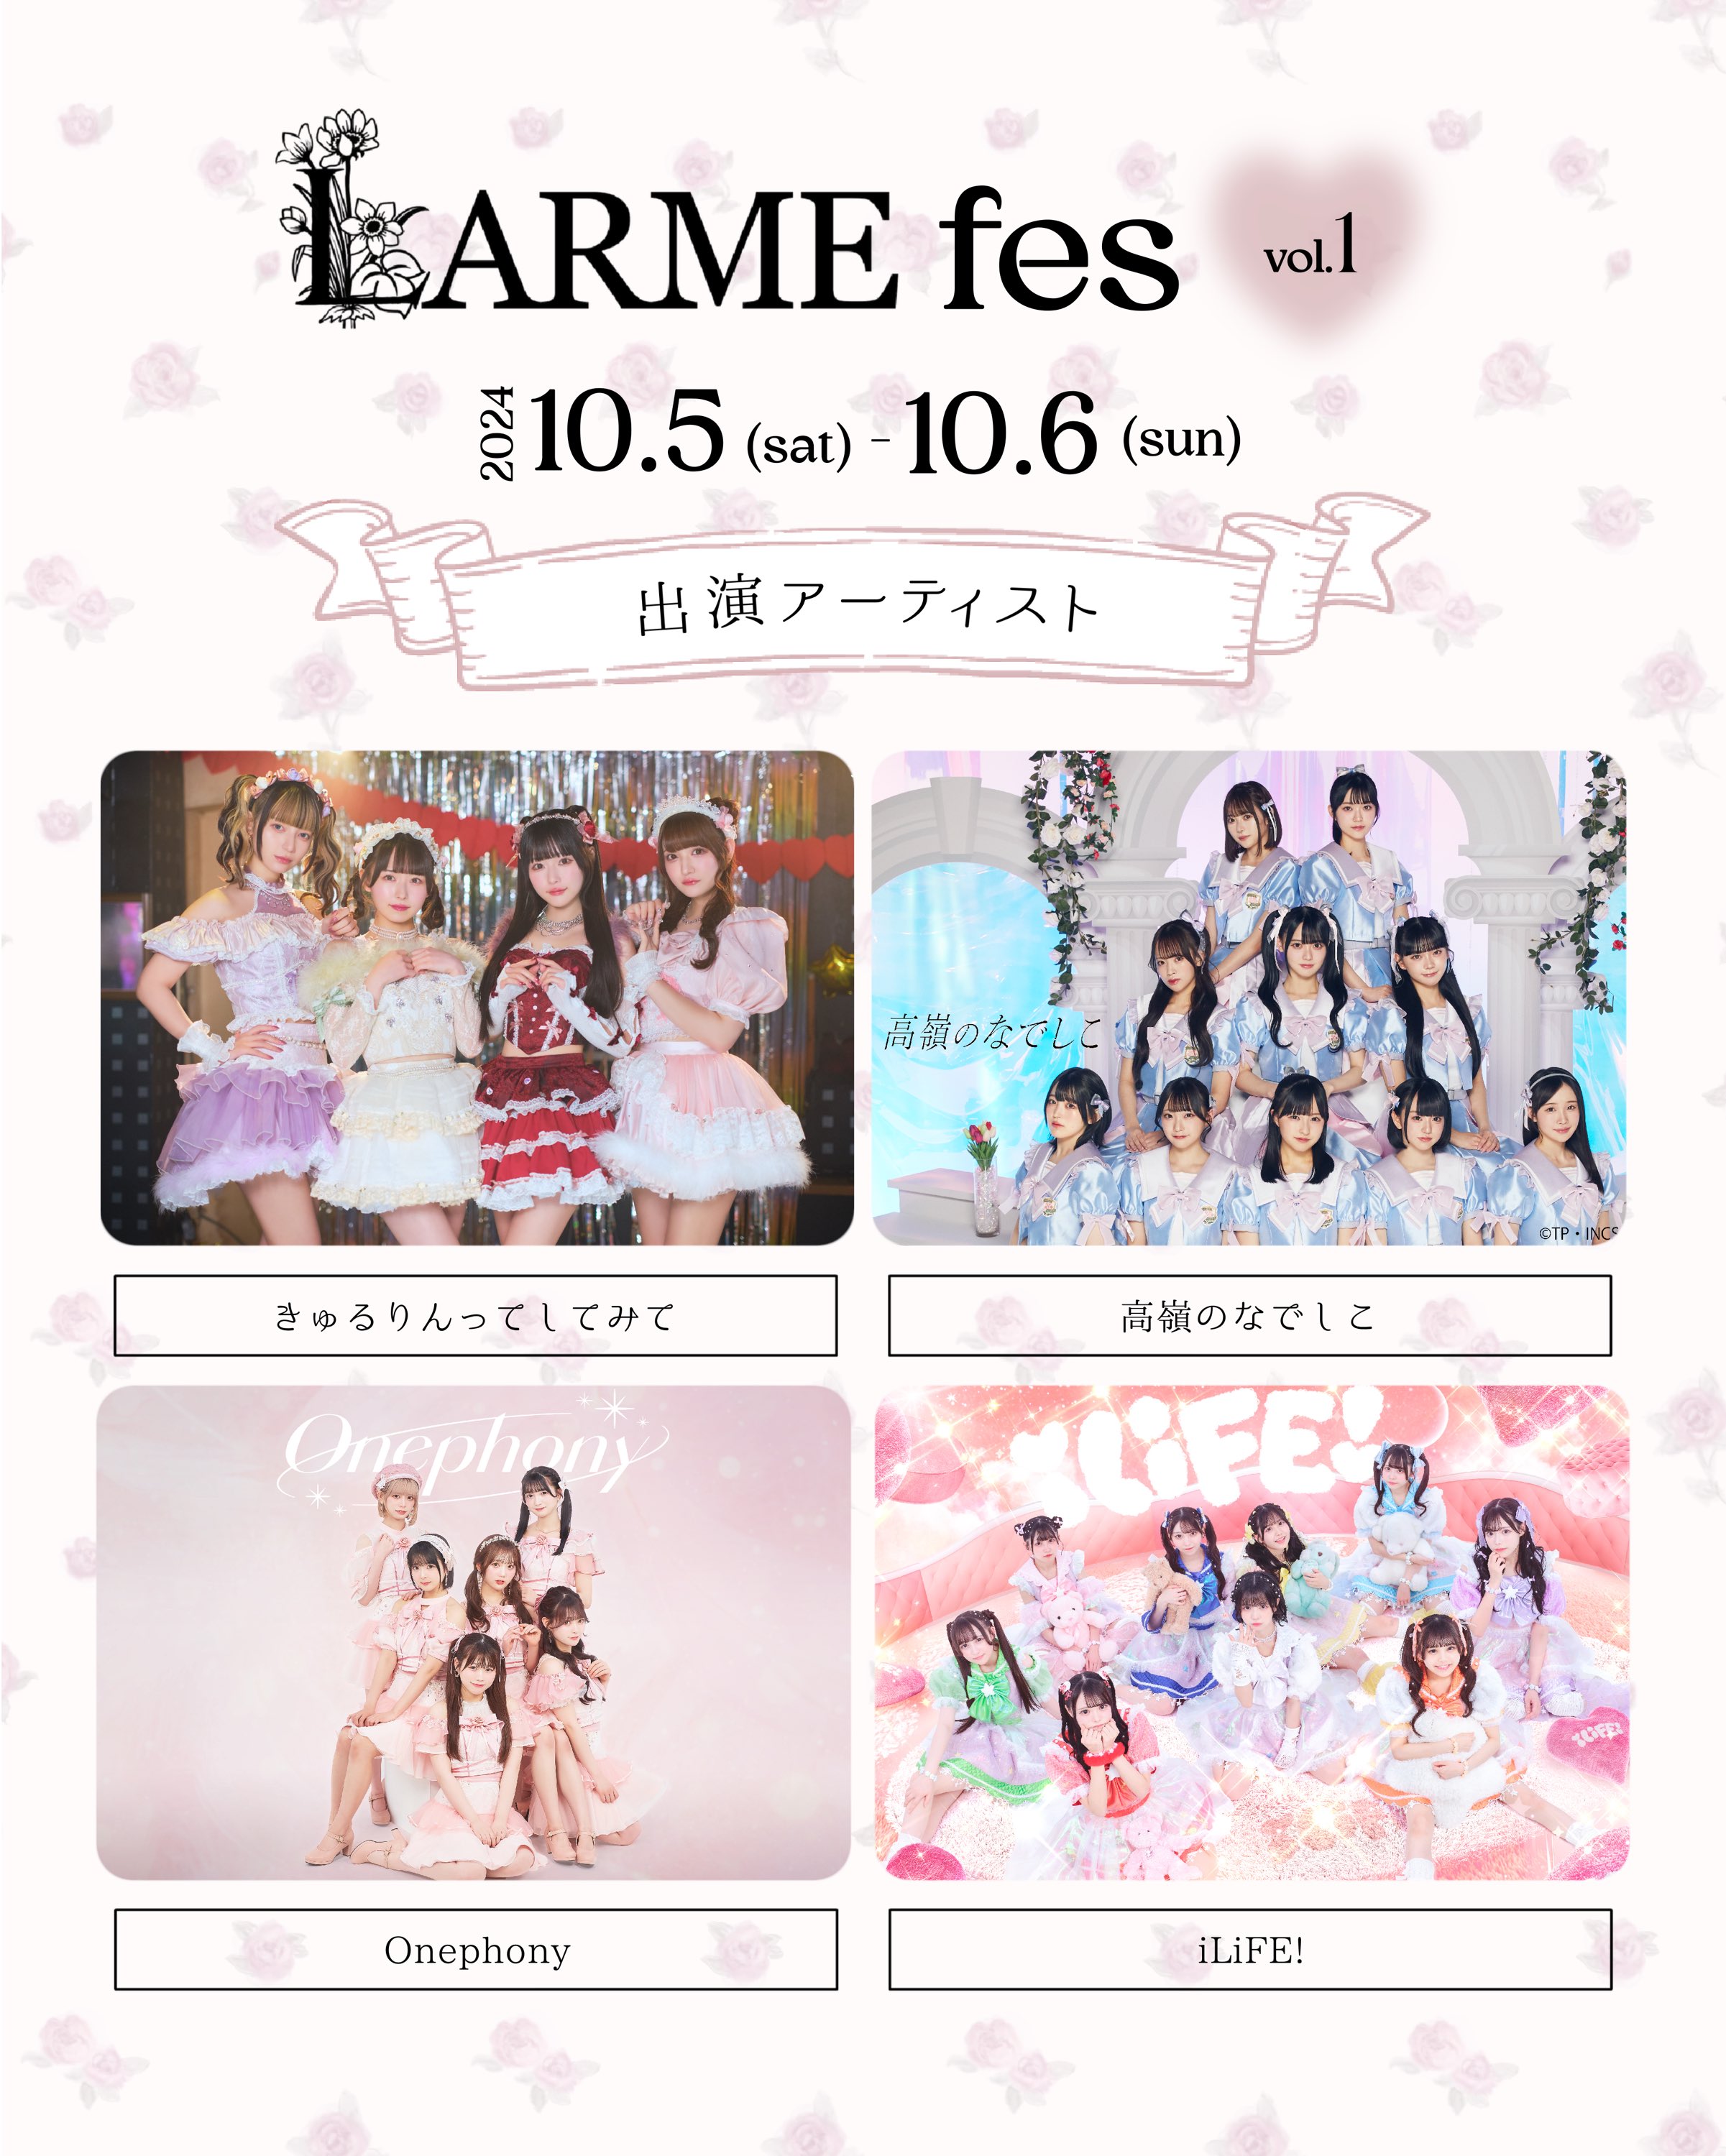 LARME fes vol.1
2024 10.5 (sat) - 10.6 (sun)
出演アーティスト
高嶺のなでしこ
©TP・INCS
きゅるりんってしてみて
高嶺のなでしこ
Onephony
iLiFE!
iLiFE!
Onephony
iLiFE!